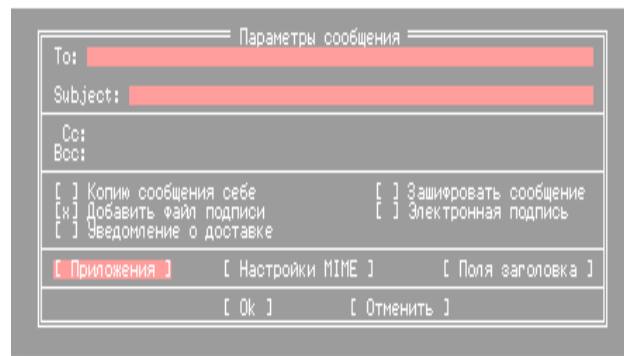 Параметры сообщения
To:
Subject:
Cc:
Bcc:
[ ] Копию сообщения себе [ ] Зашифровать сообщение
[x] Добавить файл подписи [ ] Электронная подпись
[ ] Уведомление о доставке
[ Приложения ] [ Настройки MIME ] [ Поля заголовка ]
[ Ok ] [ Отменить ]